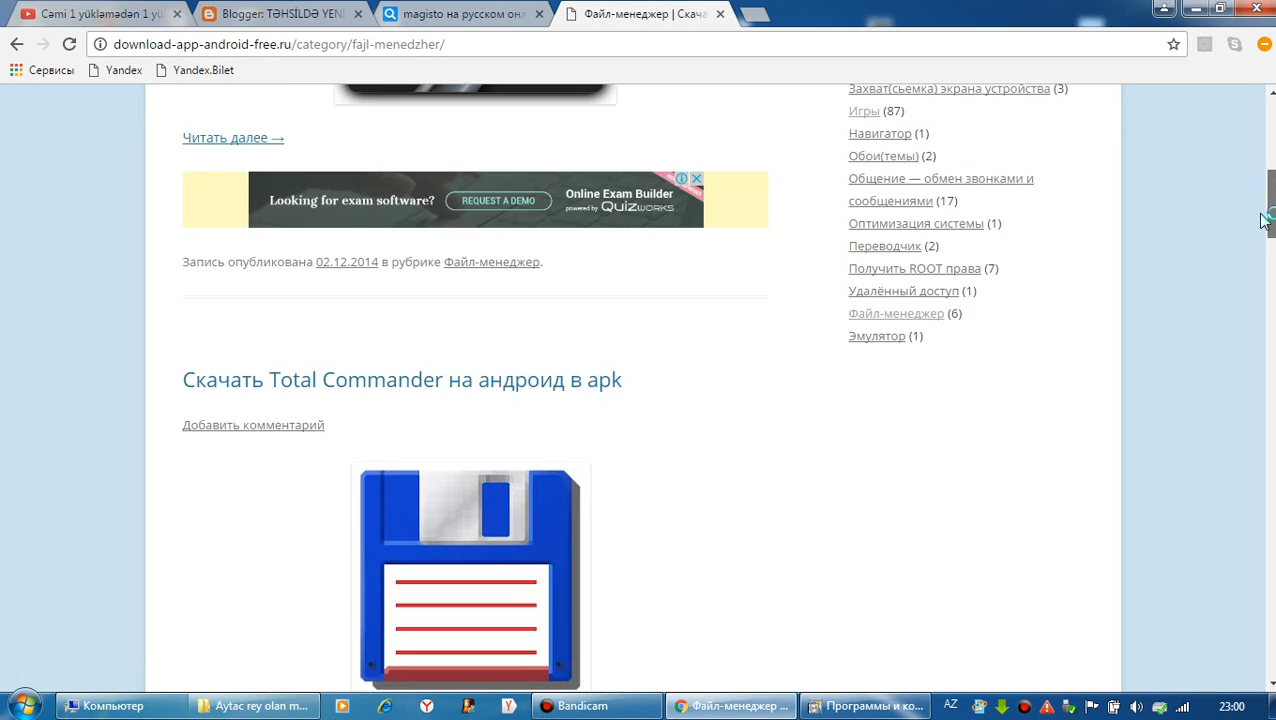 Cəmi 1 yükləmədən 1 yü
Blogger: TƏHSİLDƏ YENİ
magisto на русском онл
Файл-менеджер | Скача
download-app-android-free.ru/category/fajl-menedzher/
Сервисы
Yandex
Yandex.Bilet
Читать далее →
Looking for exam software?
REQUEST A DEMO
Online Exam Builder
powered by QUIZWORKS
Запись опубликована 02.12.2014 в рубрике Файл-менеджер.
Скачать Total Commander на андроид в apk
Добавить комментарий
Захват(сьемка) экрана устройства (3)
Игры (87)
Навигатор (1)
Обои(темы) (2)
Общение — обмен звонками и
сообщениями (17)
Оптимизация системы (1)
Переводчик (2)
Получить ROOT права (7)
Удалённый доступ (1)
Файл-менеджер (6)
Эмулятор (1)
Компьютер
Aytac rey olan m...
Bandicam
Файл-менеджер ...
Программы и ко...
AZ
23:00